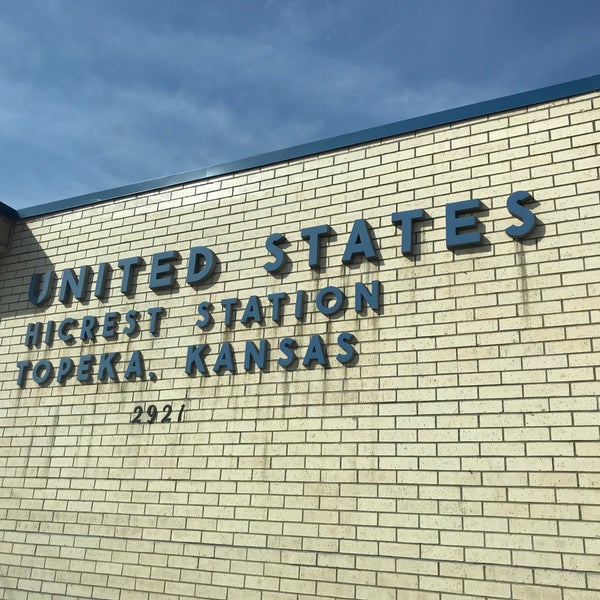 UNITED STATES
HICREST STATION
TOPEKA, KANSAS
2921